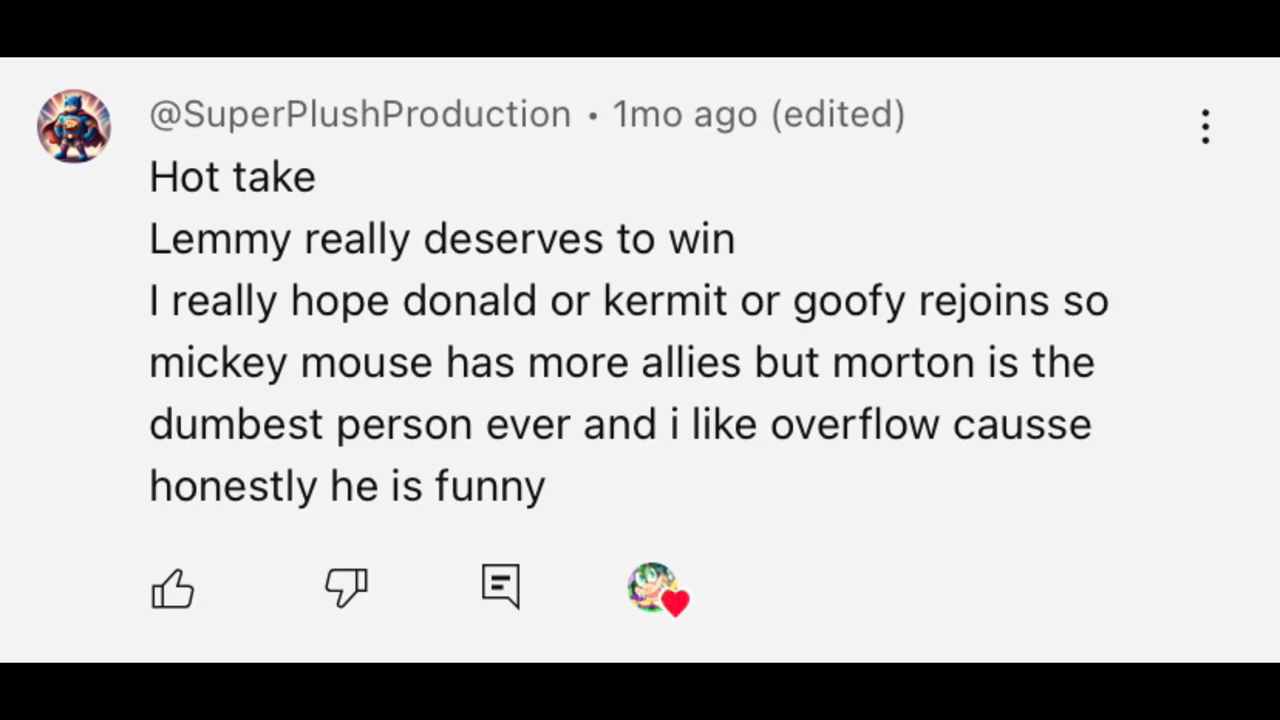 @SuperPlushProduction • 1mo ago (edited)
Hot take
Lemmy really deserves to win
I really hope donald or kermit or goofy rejoins so
mickey mouse has more allies but morton is the
dumbest person ever and i like overflow causse
honestly he is funny